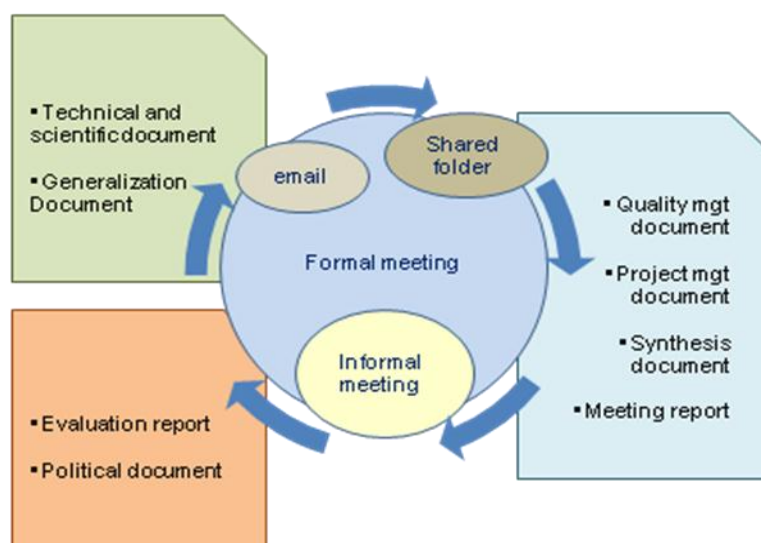 ▪Technical and
scientific document
▪Generalization
Document
email
Shared
folder
Formal meeting
Informal
meeting
▪Quality mgt
document
▪Project mgt
document
▪Synthesis
document
▪Meeting report
▪Evaluation report
▪Political document